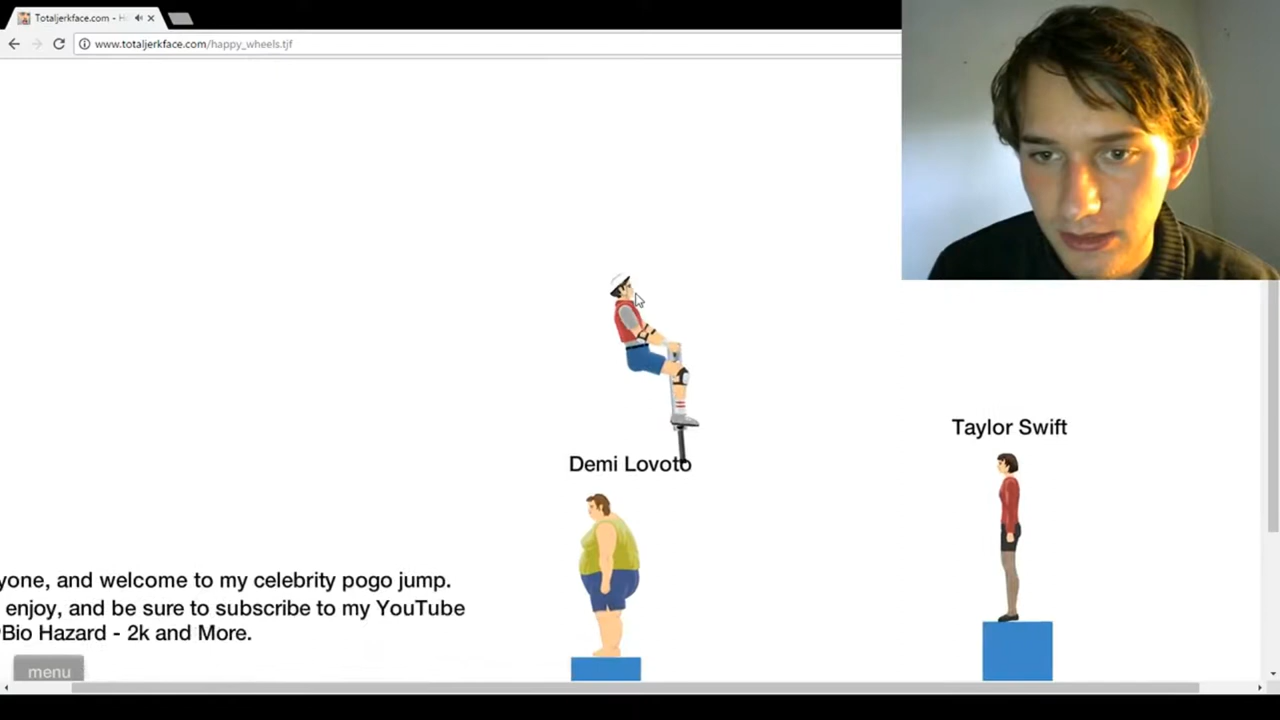 Totaljerkface.com - H
www.totaljerkface.com/happy_wheels.tjf
Taylor Swift
Demi Lovoto
yone, and welcome to my celebrity pogo jump.
enjoy, and be sure to subscribe to my YouTube
Bio Hazard - 2k and More.
menu